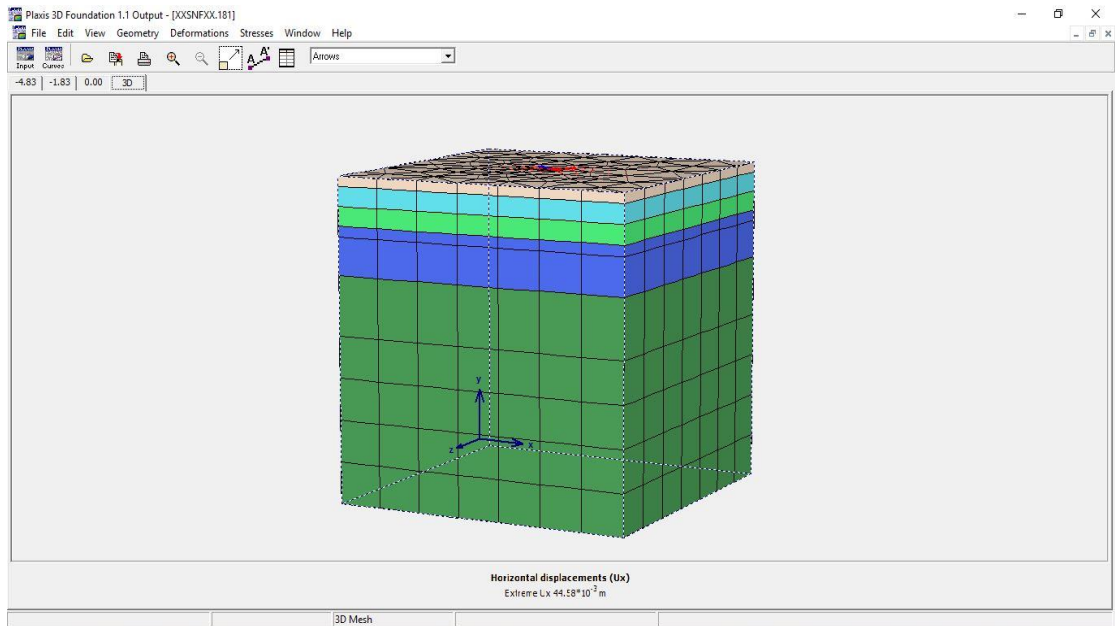 Plaxis 3D Foundation 1.1 Output - [XXSNFXX.181]
File Edit View Geometry Deformations Stresses Window Help
Input Curves A A' Arrows
-4.83 -1.83 0.00 3D
y
z x
Horizontal displacements (Ux)
Extreme Ux 44.58*10-3 m
3D Mesh